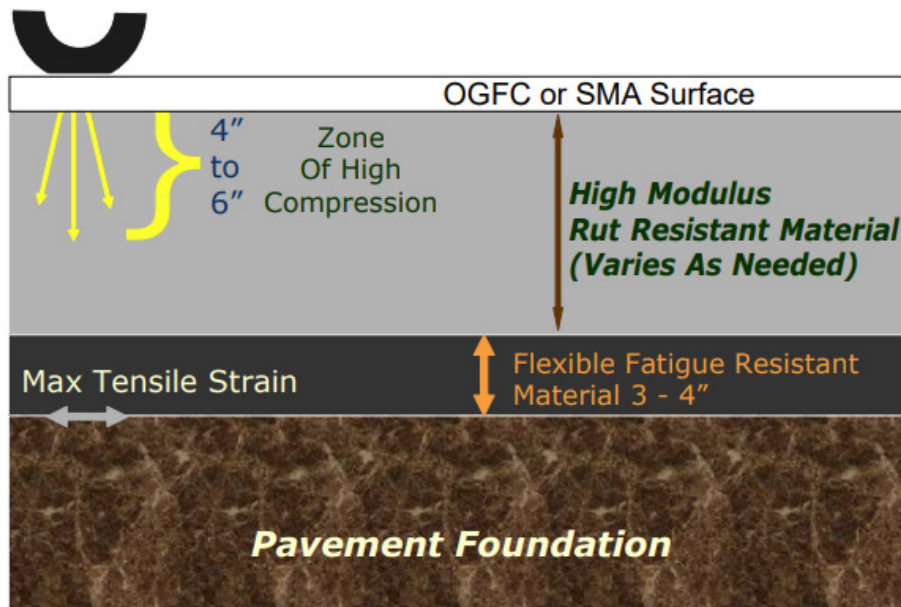 OGFC or SMA Surface
4”
to
6”
Zone
Of High
Compression
High Modulus
Rut Resistant Material
(Varies As Needed)
Max Tensile Strain
Flexible Fatigue Resistant
Material 3 - 4”
Pavement Foundation